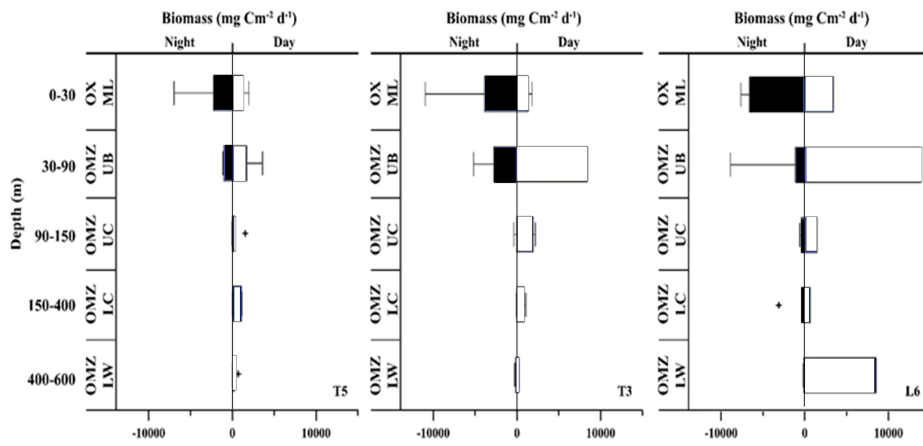 Biomass (mg Cm-2 d-1)
Night Day
Biomass (mg Cm-2 d-1)
Night Day
Biomass (mg Cm-2 d-1)
Night Day
Depth (m)
0-30
30-90
90-150
150-400
400-600
OX ML
OMZ UB
OMZ UC
OMZ LC
OMZ LW
T5
OX ML
OMZ UB
OMZ UC
OMZ LC
OMZ LW
T3
OX ML
OMZ UB
OMZ UC
OMZ LC
OMZ LW
L6
-10000 0 10000
-10000 0 10000
-10000 0 10000